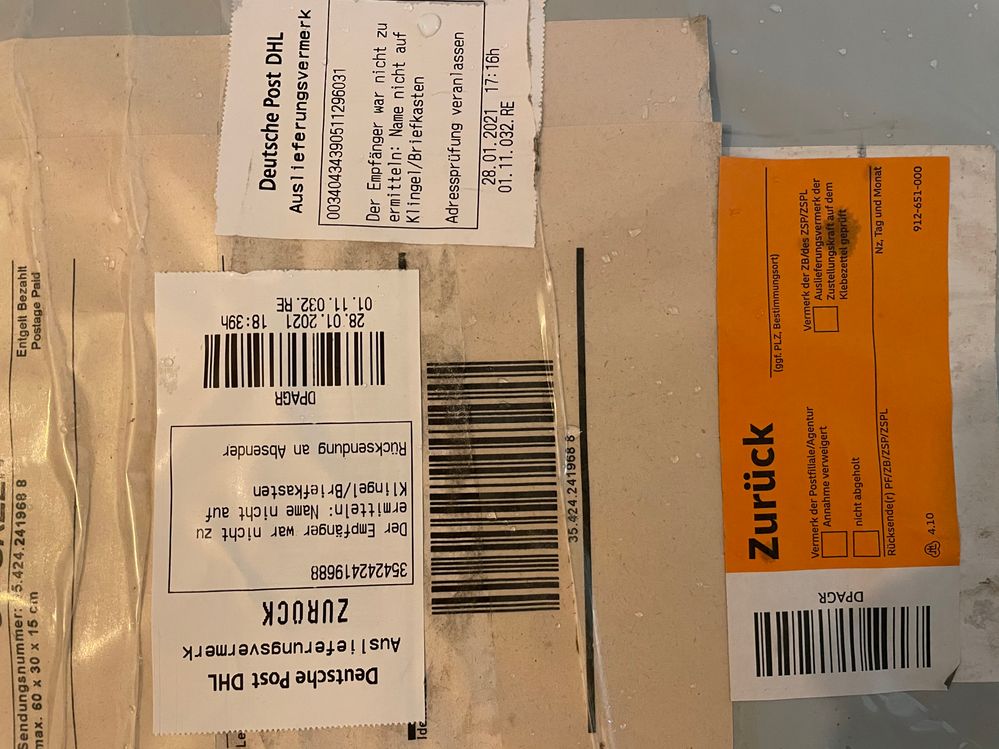 Deutsche Post DHL
Auslieferungsvermerk
00340434390511296031
Der Empfänger war nicht zu
ermitteln: Name nicht auf
Klingel/Briefkasten
Adressprüfung veranlassen
28.01.2021 17:16h
01.11.032.RE
Entgelt Bezahlt
Postage Paid
Sendungsnummer: 35.424.241968 8
max. 60 x 30 x 15 cm
Deutsche Post DHL
Auslieferungsvermerk
ZURÜCK
354242419688
Der Empfänger war nicht zu
ermitteln: Name nicht auf
Klingel/Briefkasten
Rücksendung an Absender
DPAGR
28.01.2021 18:39h
01.11.032.RE
35.424.241968 8
Zurück
(ggf. PLZ, Bestimmungsort)
Vermerk der Postfiliale/Agentur
Annahme verweigert
nicht abgeholt
Vermerk der ZB/des ZSP/ZSPL
Auslieferungsvermerk der
Zustellungskraft auf dem
Klebezettel geprüft
Rücksende(r) PF/ZB/ZSP/ZSPL
Nz, Tag und Monat
4.10
912-651-000
DPAGR